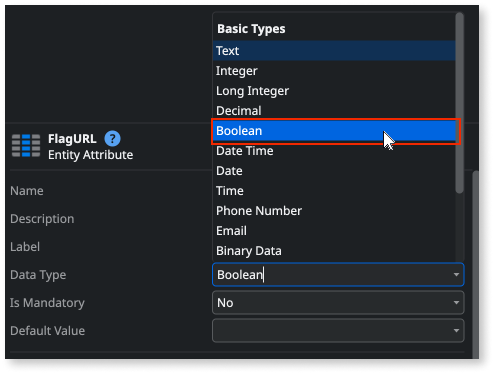 Basic Types
Text
Integer
Long Integer
Decimal
Boolean
Date Time
Date
Time
Phone Number
Email
Binary Data
FlagURL ?
Entity Attribute
Name
Description
Label
Data Type Boolean
Is Mandatory No
Default Value